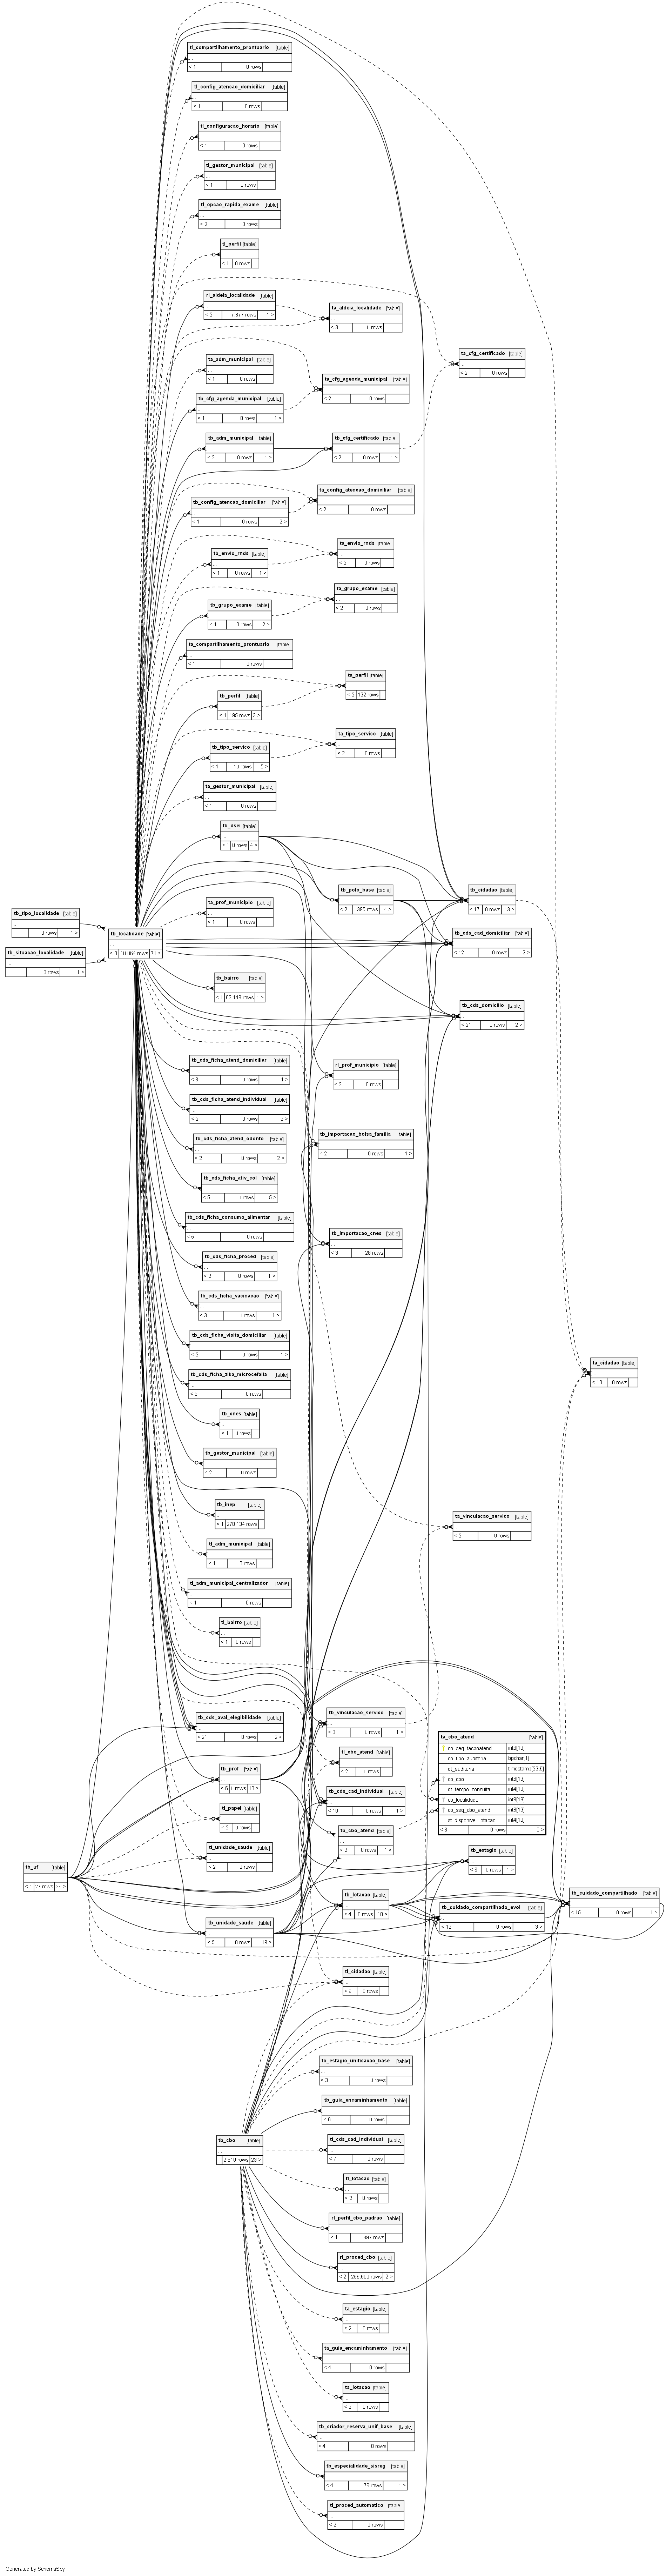 tl_compartilhamento_prontuario [table]
...
< 1 0 rows
tl_config_atencao_domiciliar [table]
...
< 1 0 rows
tl_configuracao_horario [table]
...
< 1 0 rows
tl_gestor_municipal [table]
...
< 1 0 rows
tl_opcao_rapida_exame [table]
...
< 2 0 rows
tl_perfil [table]
...
< 1 0 rows
rl_aldeia_localidade [table]
...
< 2 7.877 rows 1 >
ta_aldeia_localidade [table]
...
< 3 0 rows
ta_cfg_certificado [table]
...
< 2 0 rows
ta_adm_municipal [table]
...
< 1 0 rows
ta_cfg_agenda_municipal [table]
...
< 2 0 rows
tb_cfg_agenda_municipal [table]
...
< 1 0 rows 1 >
tb_adm_municipal [table]
...
< 2 0 rows 1 >
tb_cfg_certificado [table]
...
< 2 0 rows 1 >
tb_config_atencao_domiciliar [table]
...
< 1 0 rows 2 >
ta_config_atencao_domiciliar [table]
...
< 2 0 rows
tb_envio_rnds [table]
...
< 1 0 rows 1 >
ta_envio_rnds [table]
...
< 2 0 rows
tb_grupo_exame [table]
...
< 1 0 rows 2 >
ta_grupo_exame [table]
...
< 2 0 rows
ta_compartilhamento_prontuario [table]
...
< 1 0 rows
tb_perfil [table]
...
< 1 195 rows 3 >
ta_perfil [table]
...
< 2 192 rows
tb_tipo_servico [table]
...
< 1 10 rows 5 >
ta_tipo_servico [table]
...
< 2 0 rows
ta_gestor_municipal [table]
...
< 1 0 rows
tb_dsei [table]
...
< 1 0 rows 4 >
tb_polo_base [table]
...
< 2 395 rows 4 >
tb_cidadao [table]
...
< 17 0 rows 13 >
ta_prof_municipio [table]
...
< 1 0 rows
tb_tipo_localidade [table]
...
0 rows 1 >
tb_situacao_localidade [table]
...
0 rows 1 >
tb_localidade [table]
...
71 >
tb_cds_cad_domiciliar [table]
...
< 12 0 rows 2 >
tb_bairro [table]
...
< 1 63.149 rows 1 >
tb_cds_domicilio [table]
...
< 21 0 rows 2 >
tb_cds_ficha_atend_domiciliar [table]
...
< 3 0 rows 1 >
rl_prof_municipio [table]
...
< 2 0 rows
tb_cds_ficha_atend_individual [table]
...
< 2 0 rows 2 >
tb_cds_ficha_atend_odonto [table]
...
< 2 0 rows 2 >
tb_importacao_bolsa_familia [table]
...
< 2 0 rows 1 >
tb_cds_ficha_ativ_col [table]
...
< 5 0 rows 5 >
tb_cds_ficha_consumo_alimentar [table]
...
< 5 0 rows
tb_importacao_cnes [table]
...
< 3 28 rows
tb_cds_ficha_proced [table]
...
< 2 0 rows 1 >
tb_cds_ficha_vacinacao [table]
...
< 3 0 rows 1 >
tb_cds_ficha_visita_domiciliar [table]
...
< 2 0 rows 1 >
tb_cds_ficha_zika_microcefalia [table]
...
< 9 0 rows
ta_cidadao [table]
...
< 10 0 rows
tb_cnes [table]
...
< 1 0 rows
tb_gestor_municipal [table]
...
< 2 0 rows
tb_inep [table]
...
< 1 278.134 rows
ta_vinculacao_servico [table]
...
< 2 0 rows
tl_adm_municipal [table]
...
< 1 0 rows
tl_adm_municipal_centralizador [table]
...
< 1 0 rows
tl_bairro [table]
...
< 1 0 rows
tb_cds_aval_elegibilidade [table]
...
< 21 0 rows 2 >
tb_vinculacao_servico [table]
...
< 3 0 rows 1 >
ta_cbo_atend [table]
co_seq_tacboatend int8[19]
co_tipo_auditoria bpchar[1]
dt_auditoria timestamp[29,6]
co_cbo int8[19]
qt_tempo_consulta int4[10]
co_localidade int8[19]
co_seq_cbo_atend int8[19]
st_disponivel_lotacao int4[10]
< 3 0 rows 0 >
tl_cbo_atend [table]
...
< 2 0 rows
tb_prof [table]
...
< 6 0 rows 13 >
tb_cds_cad_individual [table]
...
< 10 0 rows 1 >
tl_papel [table]
...
< 2 0 rows
tb_cbo_atend [table]
...
< 2 0 rows 1 >
tl_unidade_saude [table]
...
< 2 0 rows
tb_estagio [table]
...
< 8 0 rows 1 >
tb_uf [table]
...
< 1 27 rows 26 >
tb_lotacao [table]
...
< 4 0 rows 18 >
tb_cuidado_compartilhado [table]
...
< 15 0 rows 1 >
tb_cuidado_compartilhado_evol [table]
...
< 12 0 rows 3 >
tb_unidade_saude [table]
...
< 5 0 rows 19 >
tl_cidadao [table]
...
< 9 0 rows
tb_estagio_unificacao_base [table]
...
< 3 0 rows
tb_guia_encaminhamento [table]
...
< 6 0 rows
tb_cbo [table]
...
2.610 rows 23 >
tl_cds_cad_individual [table]
...
< 7 0 rows
tl_lotacao [table]
...
< 2 0 rows
rl_perfil_cbo_padrao [table]
...
< 1 397 rows
rl_proced_cbo [table]
...
2 >
ta_estagio [table]
...
< 2 0 rows
ta_guia_encaminhamento [table]
...
< 4 0 rows
ta_lotacao [table]
...
< 2 0 rows
tb_criador_reserva_unif_base [table]
...
< 4 0 rows
tb_especialidade_sisreg [table]
...
< 4 76 rows 1 >
tl_proced_automatico [table]
...
< 2 0 rows
Generated by SchemaSpy